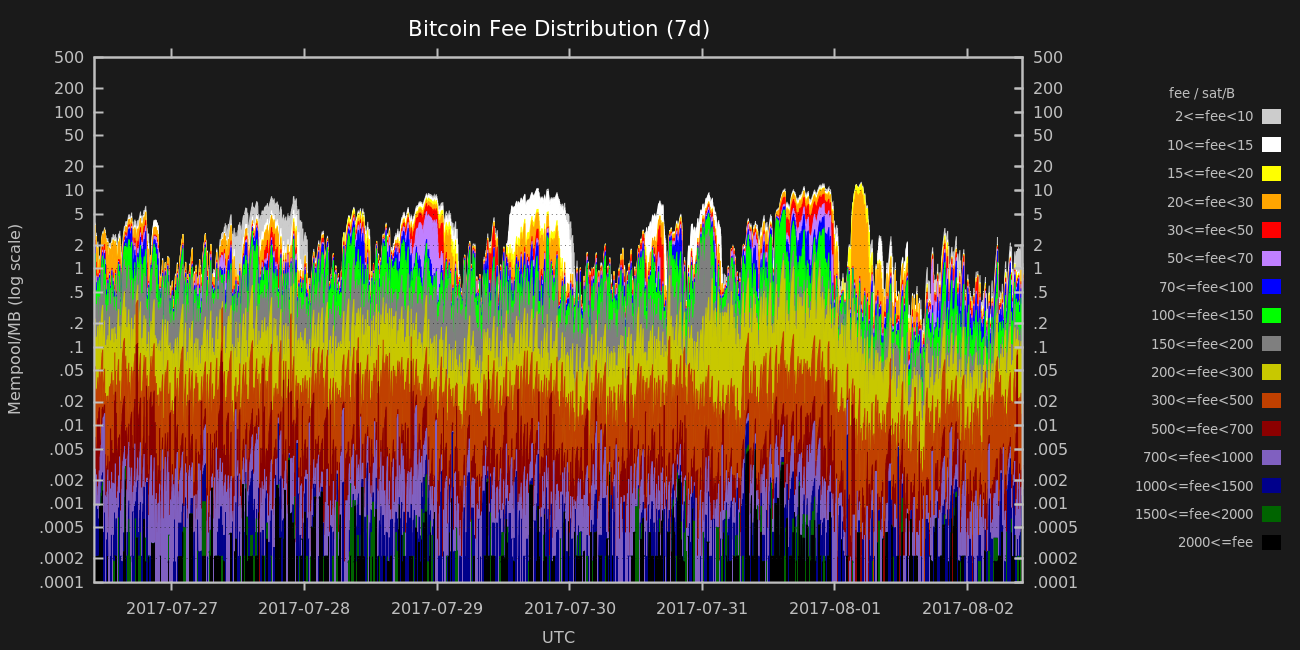 Bitcoin Fee Distribution (7d)
500 500
200 200
100 100
50 50
20 20
10 10
5 5
2 2
1 1
.5 .5
.2 .2
.1 .1
.05 .05
.02 .02
.01 .01
.005 .005
.002 .002
.001 .001
.0005 .0005
.0002 .0002
.0001 .0001
Mempool/MB (log scale)
2017-07-27 2017-07-28 2017-07-29 2017-07-30 2017-07-31 2017-08-01 2017-08-02
UTC
fee / sat/B
2<=fee<10
10<=fee<15
15<=fee<20
20<=fee<30
30<=fee<50
50<=fee<70
70<=fee<100
100<=fee<150
150<=fee<200
200<=fee<300
300<=fee<500
500<=fee<700
700<=fee<1000
1000<=fee<1500
1500<=fee<2000
2000<=fee